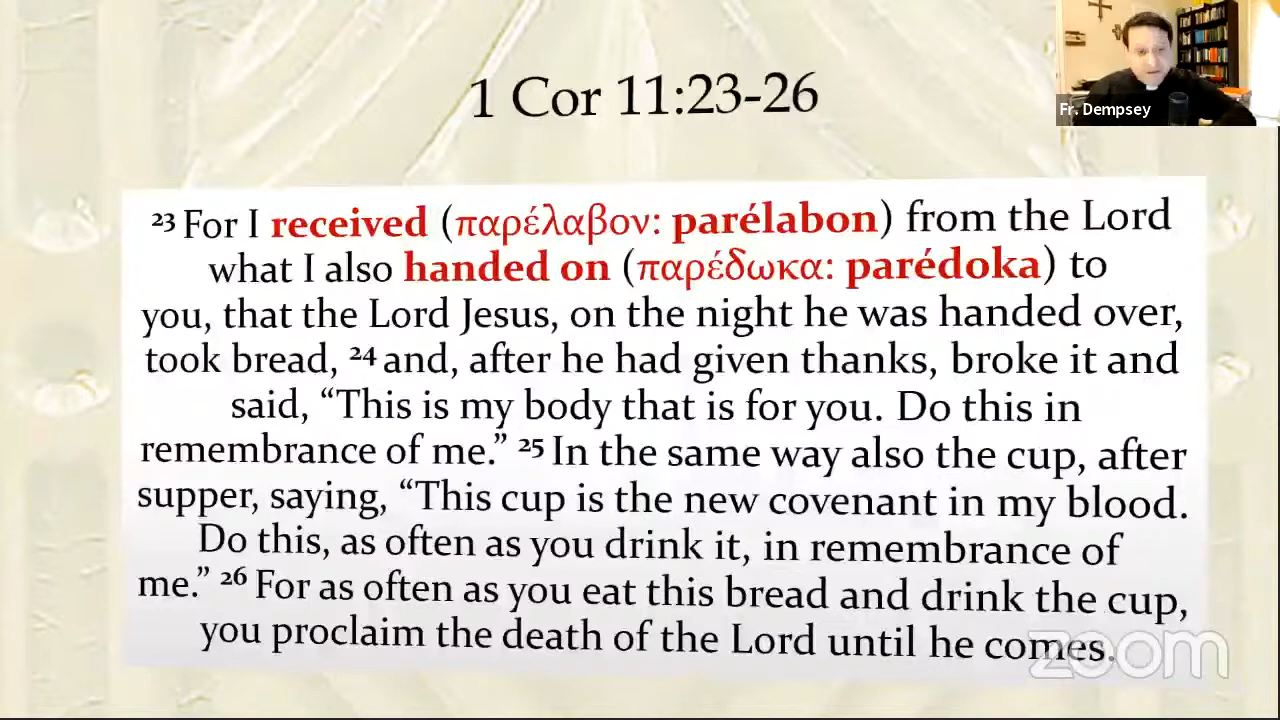 1 Cor 11:23-26
Fr. Dempsey
23 For I received (παρέλαβον: parélabon) from the Lord
what I also handed on (παρέδωκα: parédoka) to
you, that the Lord Jesus, on the night he was handed over,
took bread, 24 and, after he had given thanks, broke it and
said, “This is my body that is for you. Do this in
remembrance of me.” 25 In the same way also the cup, after
supper, saying, “This cup is the new covenant in my blood.
Do this, as often as you drink it, in remembrance of
me.” 26 For as often as you eat this bread and drink the cup,
you proclaim the death of the Lord until he comes.
zoom